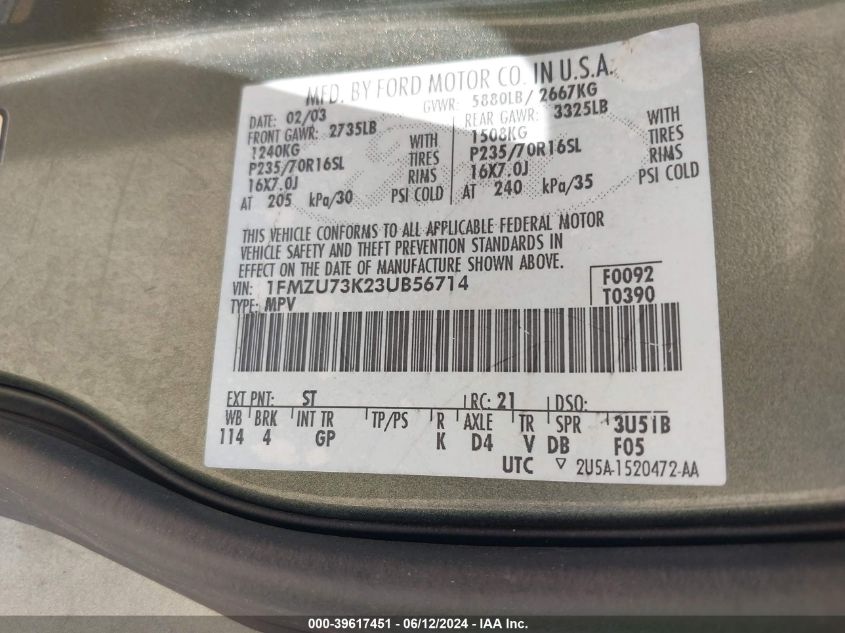 MFD. BY FORD MOTOR CO. IN U.S.A.
DATE: 02/03 GVWR: 5880LB/ 2667KG
FRONT GAWR: 2735LB REAR GAWR: 3325LB
1240KG WITH 1508KG WITH
P235/70R16SL TIRES P235/70R16SL TIRES
16X7.0J RIMS 16X7.0J RIMS
AT 205 kPa/30 PSI COLD AT 240 kPa/35 PSI COLD
THIS VEHICLE CONFORMS TO ALL APPLICABLE FEDERAL MOTOR
VEHICLE SAFETY AND THEFT PREVENTION STANDARDS IN
EFFECT ON THE DATE OF MANUFACTURE SHOWN ABOVE.
VIN: 1FMZU73K23UB56714 F0092
TYPE: MPV T0390
EXT PNT: ST RC: 21 DSO:
WB BRK INT TR TP/PS R AXLE TR SPR 3U51B
114 4 GP K D4 V DB F05
UTC ▽ 2U5A-1520472-AA
000-39617451 - 06/12/2024 - IAA Inc.